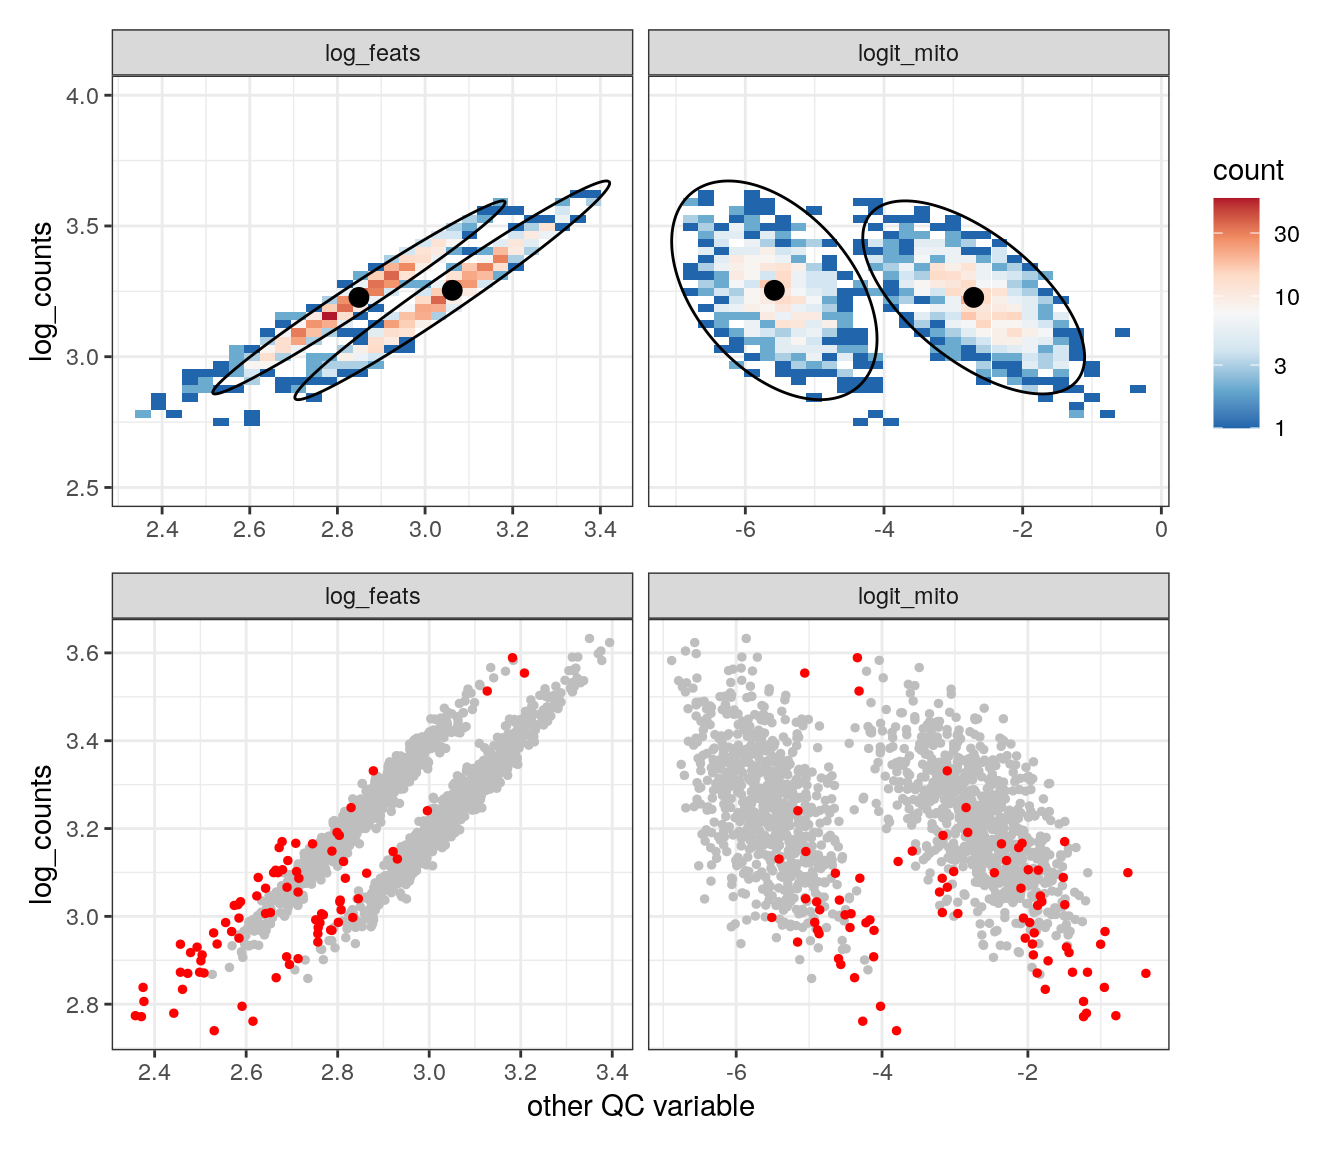 log_feats
logit_mito
4.0
3.5
3.0
2.5
log_counts
2.4 2.6 2.8 3.0 3.2 3.4
-6 -4 -2 0
count
30
10
3
1
log_feats
logit_mito
3.6
3.4
3.2
3.0
2.8
log_counts
2.4 2.6 2.8 3.0 3.2 3.4
-6 -4 -2
other QC variable